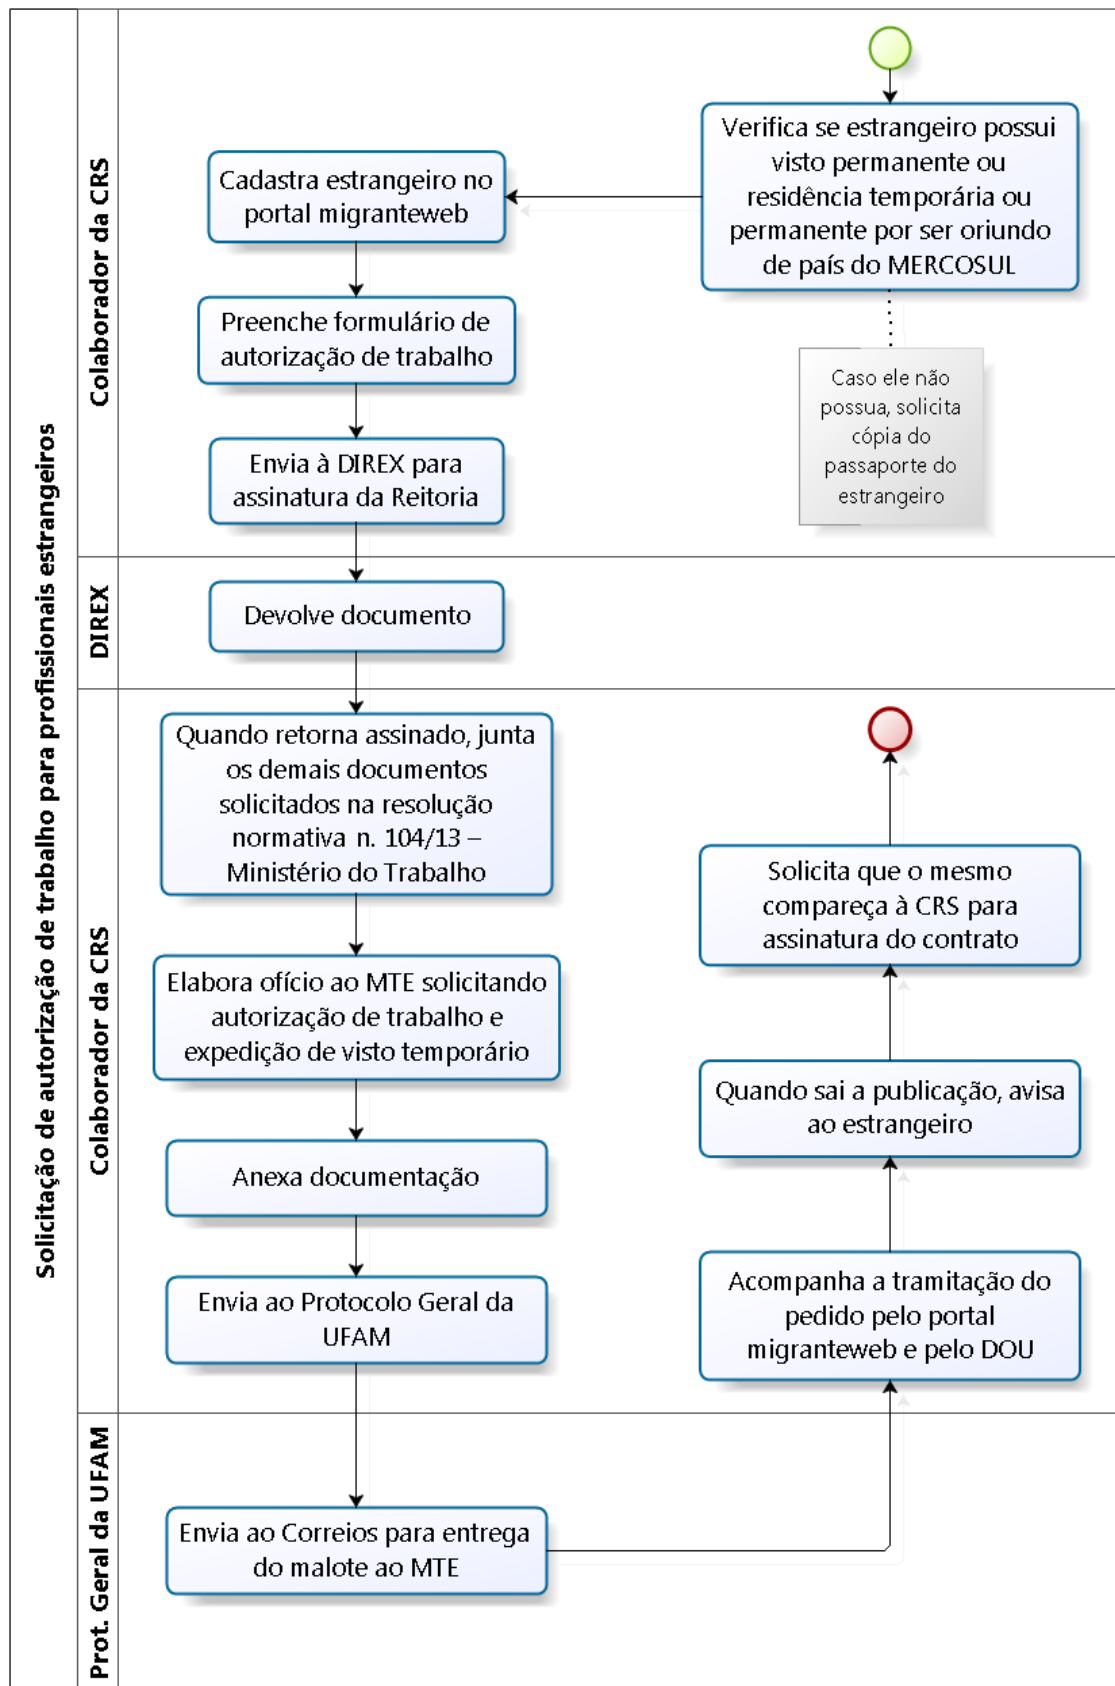 Solicitação de autorização de trabalho para profissionais estrangeiros
Colaborador da CRS
Verifica se estrangeiro possui
visto permanente ou
residência temporária ou
permanente por ser oriundo
de país do MERCOSUL
Caso ele não
possua, solicita
cópia do
passaporte do
estrangeiro
Cadastra estrangeiro no
portal migranteweb
Preenche formulário de
autorização de trabalho
Envia à DIREX para
assinatura da Reitoria
DIREX
Devolve documento
Colaborador da CRS
Quando retorna assinado, junta
os demais documentos
solicitados na resolução
normativa n. 104/13 –
Ministério do Trabalho
Elabora ofício ao MTE solicitando
autorização de trabalho e
expedição de visto temporário
Anexa documentação
Envia ao Protocolo Geral da
UFAM
Prot. Geral da UFAM
Envia ao Correios para entrega
do malote ao MTE
Acompanha a tramitação do
pedido pelo portal
migranteweb e pelo DOU
Quando sai a publicação, avisa
ao estrangeiro
Solicita que o mesmo
compareça à CRS para
assinatura do contrato